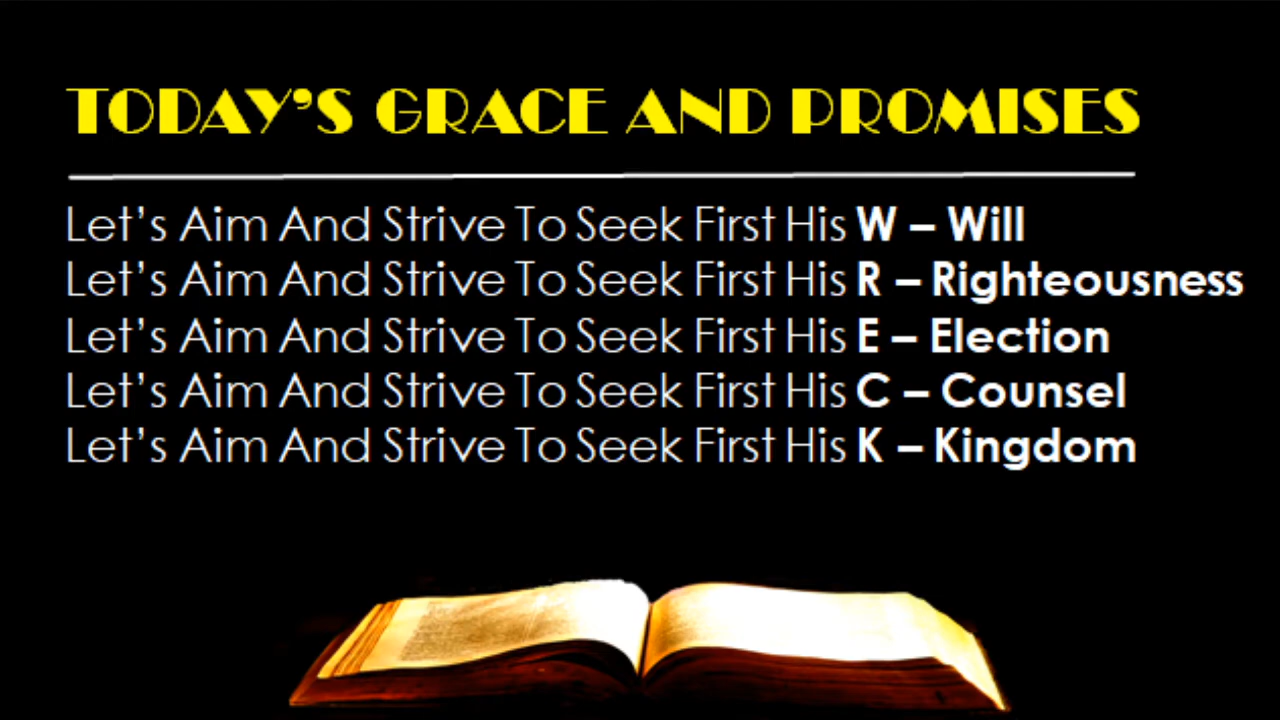 TODAY’S GRACE AND PROMISES
Let’s Aim And Strive To Seek First His W – Will
Let’s Aim And Strive To Seek First His R – Righteousness
Let’s Aim And Strive To Seek First His E – Election
Let’s Aim And Strive To Seek First His C – Counsel
Let’s Aim And Strive To Seek First His K – Kingdom